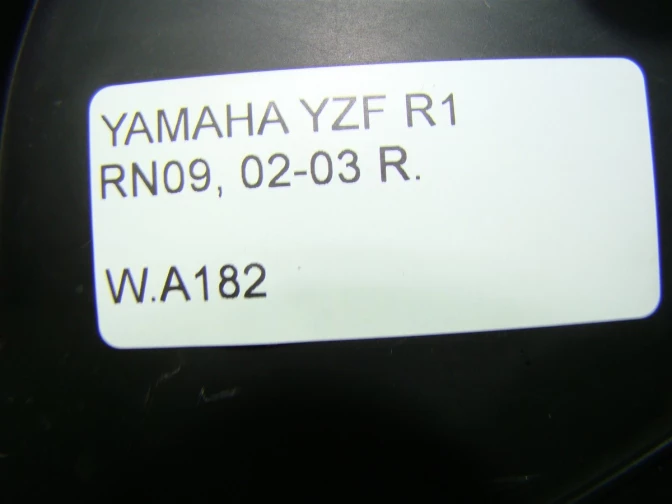 YAMAHA YZF R1
RN09, 02-03 R.
W.A182